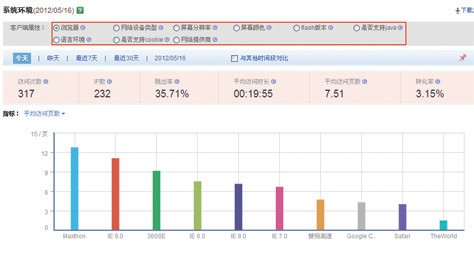 系统环境(2012/05/16)
下载
客户端属性： 浏览器 网络设备类型 屏幕分辨率 屏幕颜色 flash版本 是否支持java
语言环境 是否支持cookie 网络提供商
今天 | 昨天 | 最近7天 | 最近30天 | 2012/05/16 与其他时间段对比
访问次数 IP数 跳出率 平均访问时长 平均访问页数 转化率
317 232 35.71% 00:19:55 7.51 3.15%
指标： 平均访问页数
15 / 页
12
9
6
3
0
Maxthon IE 9.0 360SE IE 6.0 IE 8.0 IE 7.0 搜狗高速 Google C.. Safari TheWorld